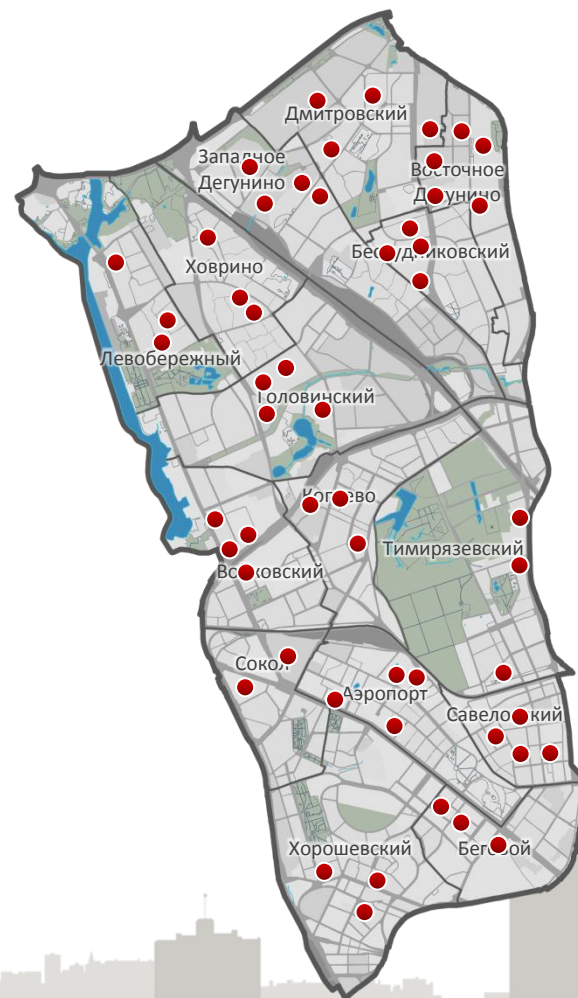 Дмитровский
Западное
Дегунино
Восточное
Дегунино
Бескудниковский
Ховрино
Левобережный
Головинский
Коптево
Тимирязевский
Войковский
Сокол
Аэропорт
Савеловский
Хорошевский
Беговой